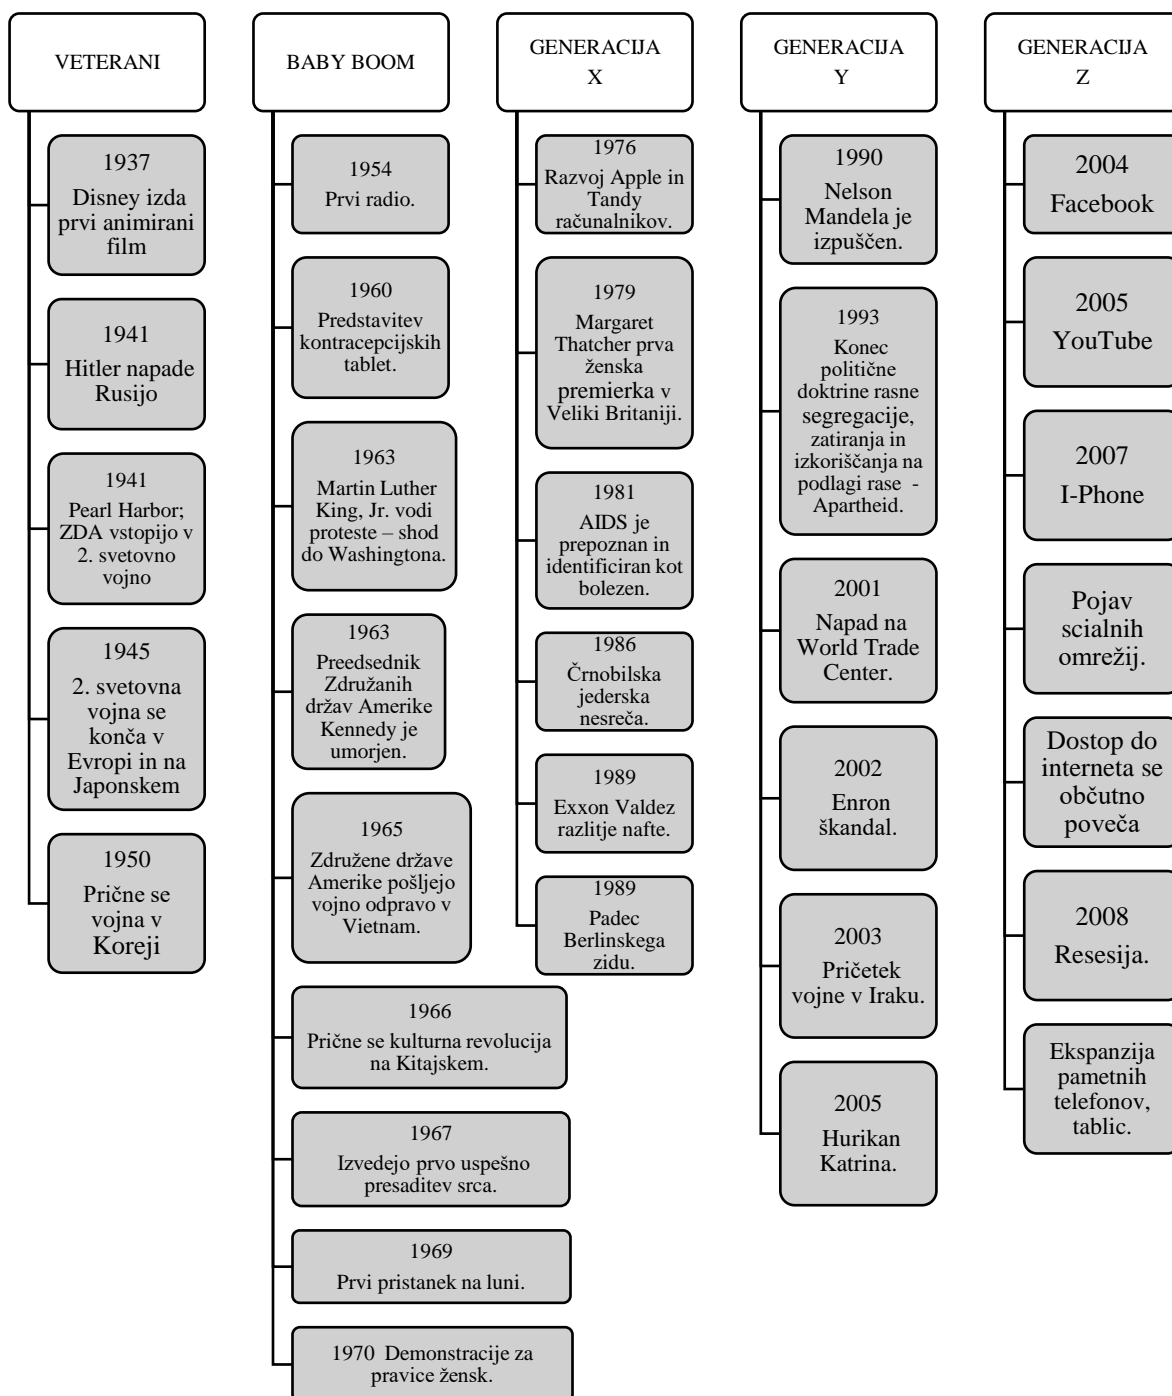 VETERANI
1937
Disney izda
prvi animirani
film
1941
Hitler napade
Rusijo
1941
Pearl Harbor;
ZDA vstopijo v
2. svetovno
vojno
1945
2. svetovna
vojna se
konča v
Evropi in na
Japonskem
1950
Prične se
vojna v
Koreji
BABY BOOM
1954
Prvi radio.
1960
Predstavitev
kontracepcijskih
tablet.
1963
Martin Luther
King, Jr. vodi
proteste – shod
do Washingtona.
1963
Preedsednik
Združanih
držav Amerike
Kennedy je
umorjen.
1965
Združene države
Amerike pošljejo
vojno odpravo v
Vietnam.
1966
Prične se kulturna revolucija
na Kitajskem.
1967
Izvedejo prvo uspešno
presaditev srca.
1969
Prvi pristanek na luni.
1970 Demonstracije za
pravice žensk.
GENERACIJA
X
1976
Razvoj Apple in
Tandy
računalnikov.
1979
Margaret
Thatcher prva
ženska
premierka v
Veliki Britaniji.
1981
AIDS je
prepoznan in
identificiran kot
bolezen.
1986
Črnobilska
jederska
nesreča.
1989
Exxon Valdez
razlitje nafte.
1989
Padec
Berlinskega
zidu.
GENERACIJA
Y
1990
Nelson
Mandela je
izpuščen.
1993
Konec
politične
doktrine rasne
segregacije,
zatiranja in
izkoriščanja na
podlagi rase -
Apartheid.
2001
Napad na
World Trade
Center.
2002
Enron
škandal.
2003
Pričetek
vojne v Iraku.
2005
Hurikan
Katrina.
GENERACIJA
Z
2004
Facebook
2005
YouTube
2007
I-Phone
Pojav
scialnih
omrežij.
Dostop do
interneta se
občutno
poveča
2008
Resesija.
Ekspanzija
pametnih
telefonov,
tablic.